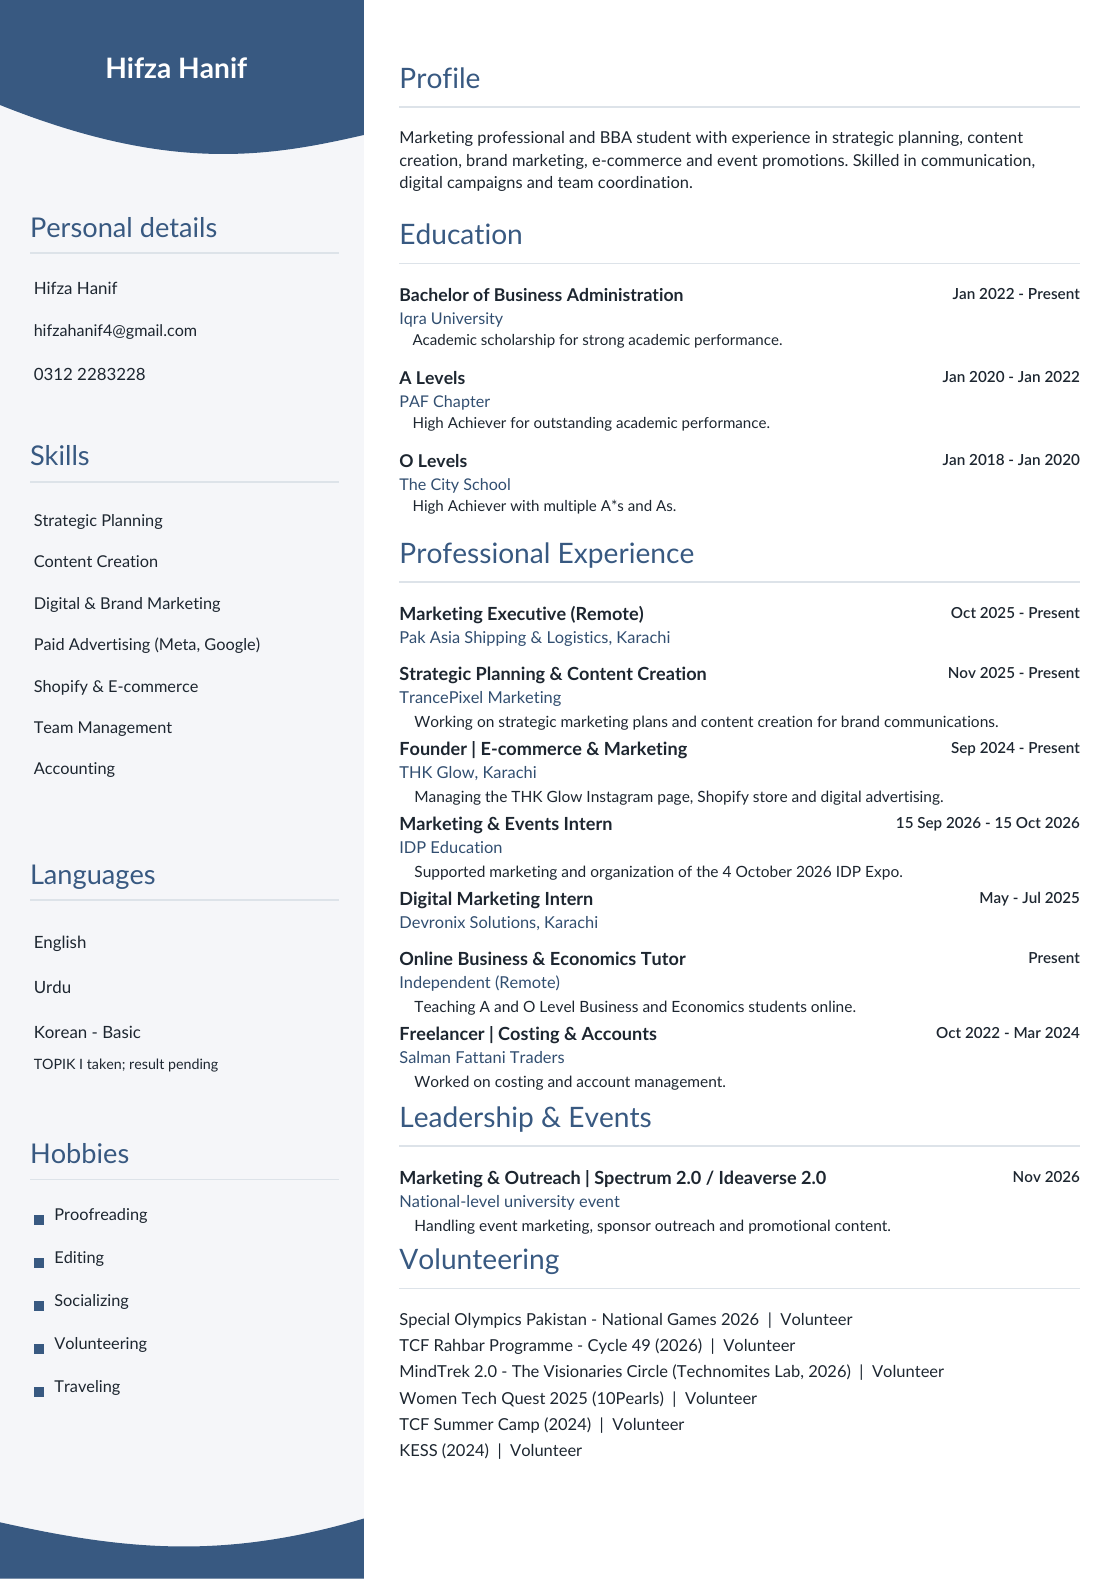 Hifza Hanif
Personal details
Hifza Hanif
hifzahanif4@gmail.com
0312 2283228
Skills
Strategic Planning
Content Creation
Digital & Brand Marketing
Paid Advertising (Meta, Google)
Shopify & E-commerce
Team Management
Accounting
Languages
English
Urdu
Korean - Basic
TOPIK I taken; result pending
Hobbies
Proofreading
Editing
Socializing
Volunteering
Traveling
Profile
Marketing professional and BBA student with experience in strategic planning, content
creation, brand marketing, e-commerce and event promotions. Skilled in communication,
digital campaigns and team coordination.
Education
Bachelor of Business Administration Jan 2022 - Present
Iqra University
Academic scholarship for strong academic performance.
A Levels Jan 2020 - Jan 2022
PAF Chapter
High Achiever for outstanding academic performance.
O Levels Jan 2018 - Jan 2020
The City School
High Achiever with multiple A*s and As.
Professional Experience
Marketing Executive (Remote) Oct 2025 - Present
Pak Asia Shipping & Logistics, Karachi
Strategic Planning & Content Creation Nov 2025 - Present
TrancePixel Marketing
Working on strategic marketing plans and content creation for brand communications.
Founder | E-commerce & Marketing Sep 2024 - Present
THK Glow, Karachi
Managing the THK Glow Instagram page, Shopify store and digital advertising.
Marketing & Events Intern 15 Sep 2026 - 15 Oct 2026
IDP Education
Supported marketing and organization of the 4 October 2026 IDP Expo.
Digital Marketing Intern May - Jul 2025
Devronix Solutions, Karachi
Online Business & Economics Tutor Present
Independent (Remote)
Teaching A and O Level Business and Economics students online.
Freelancer | Costing & Accounts Oct 2022 - Mar 2024
Salman Fattani Traders
Worked on costing and account management.
Leadership & Events
Marketing & Outreach | Spectrum 2.0 / Ideaverse 2.0 Nov 2026
National-level university event
Handling event marketing, sponsor outreach and promotional content.
Volunteering
Special Olympics Pakistan - National Games 2026 | Volunteer
TCF Rahbar Programme - Cycle 49 (2026) | Volunteer
MindTrek 2.0 - The Visionaries Circle (Technomites Lab, 2026) | Volunteer
Women Tech Quest 2025 (10Pearls) | Volunteer
TCF Summer Camp (2024) | Volunteer
KESS (2024) | Volunteer